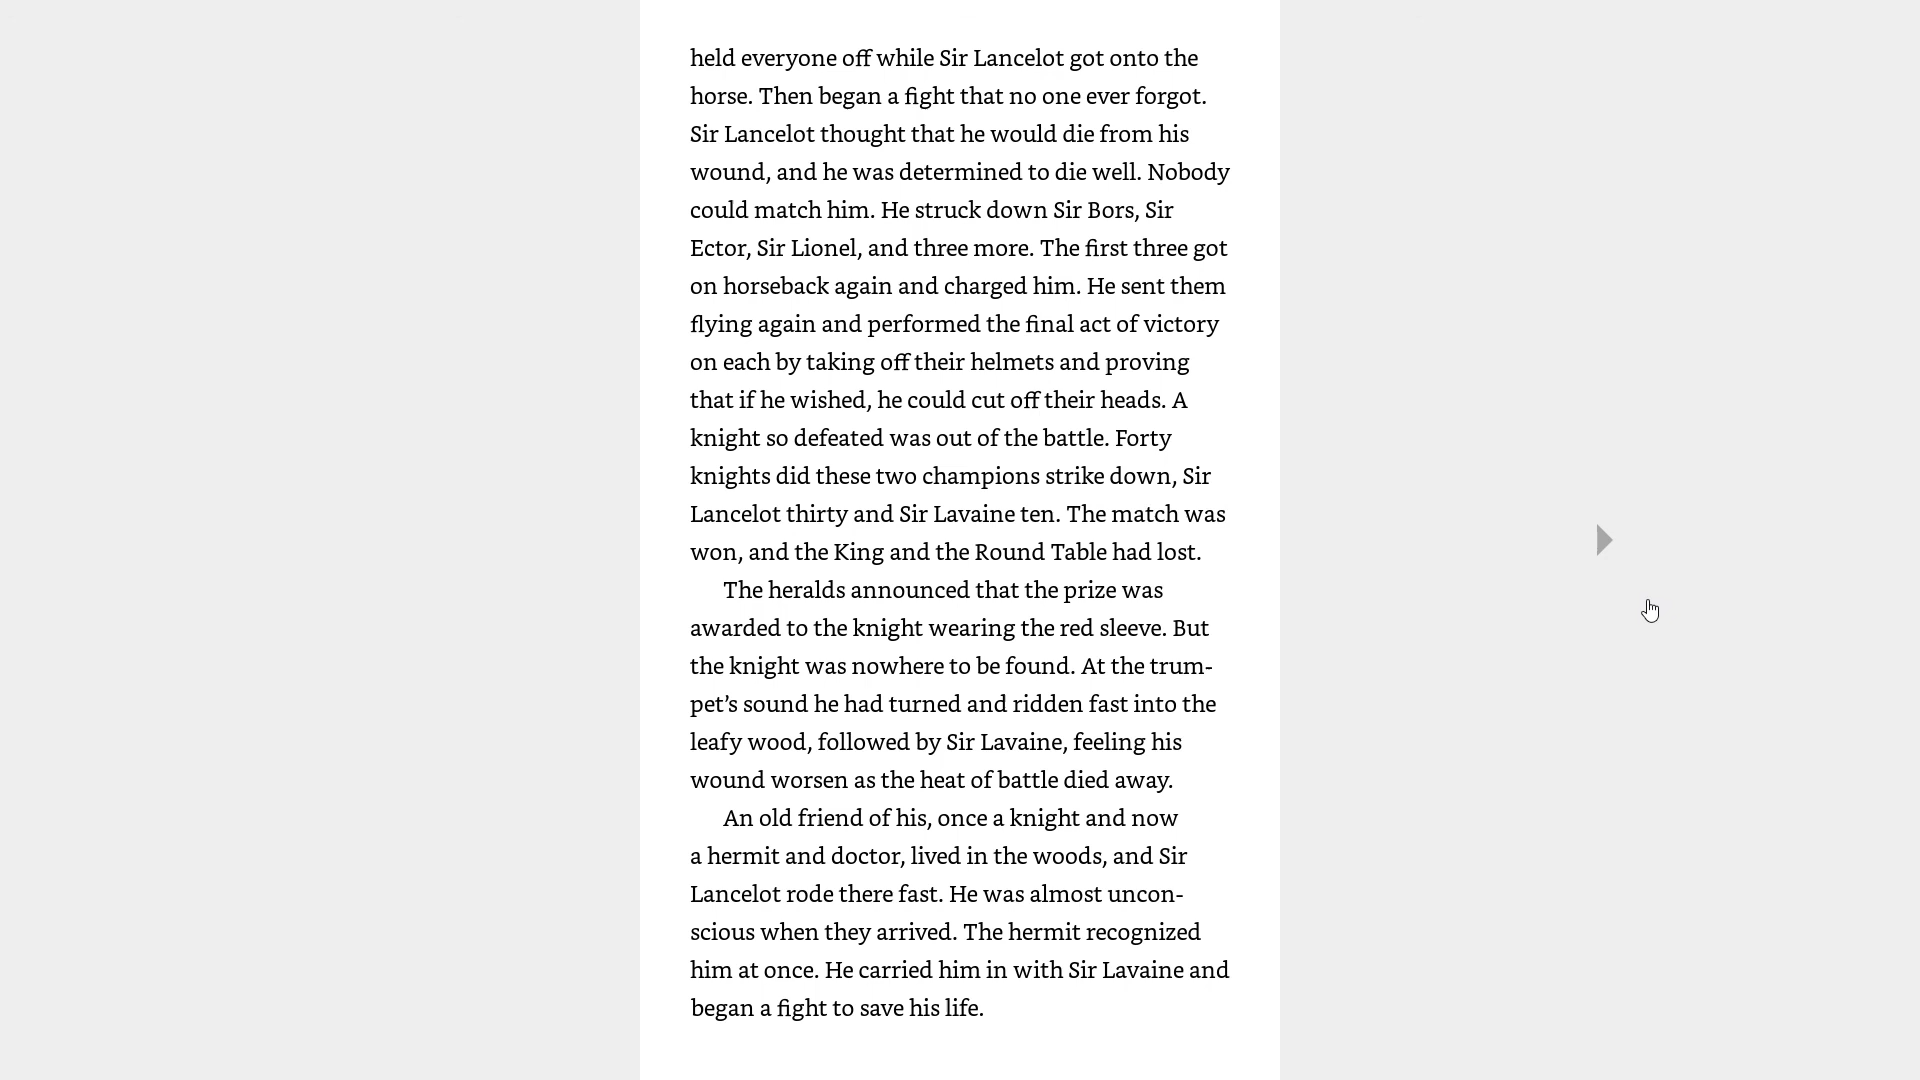 held everyone off while Sir Lancelot got onto the
horse. Then began a fight that no one ever forgot.
Sir Lancelot thought that he would die from his
wound, and he was determined to die well. Nobody
could match him. He struck down Sir Bors, Sir
Ector, Sir Lionel, and three more. The first three got
on horseback again and charged him. He sent them
flying again and performed the final act of victory
on each by taking off their helmets and proving
that if he wished, he could cut off their heads. A
knight so defeated was out of the battle. Forty
knights did these two champions strike down, Sir
Lancelot thirty and Sir Lavaine ten. The match was
won, and the King and the Round Table had lost.
The heralds announced that the prize was
awarded to the knight wearing the red sleeve. But
the knight was nowhere to be found. At the trum-
pet’s sound he had turned and ridden fast into the
leafy wood, followed by Sir Lavaine, feeling his
wound worsen as the heat of battle died away.
An old friend of his, once a knight and now
a hermit and doctor, lived in the woods, and Sir
Lancelot rode there fast. He was almost uncon-
scious when they arrived. The hermit recognized
him at once. He carried him in with Sir Lavaine and
began a fight to save his life.